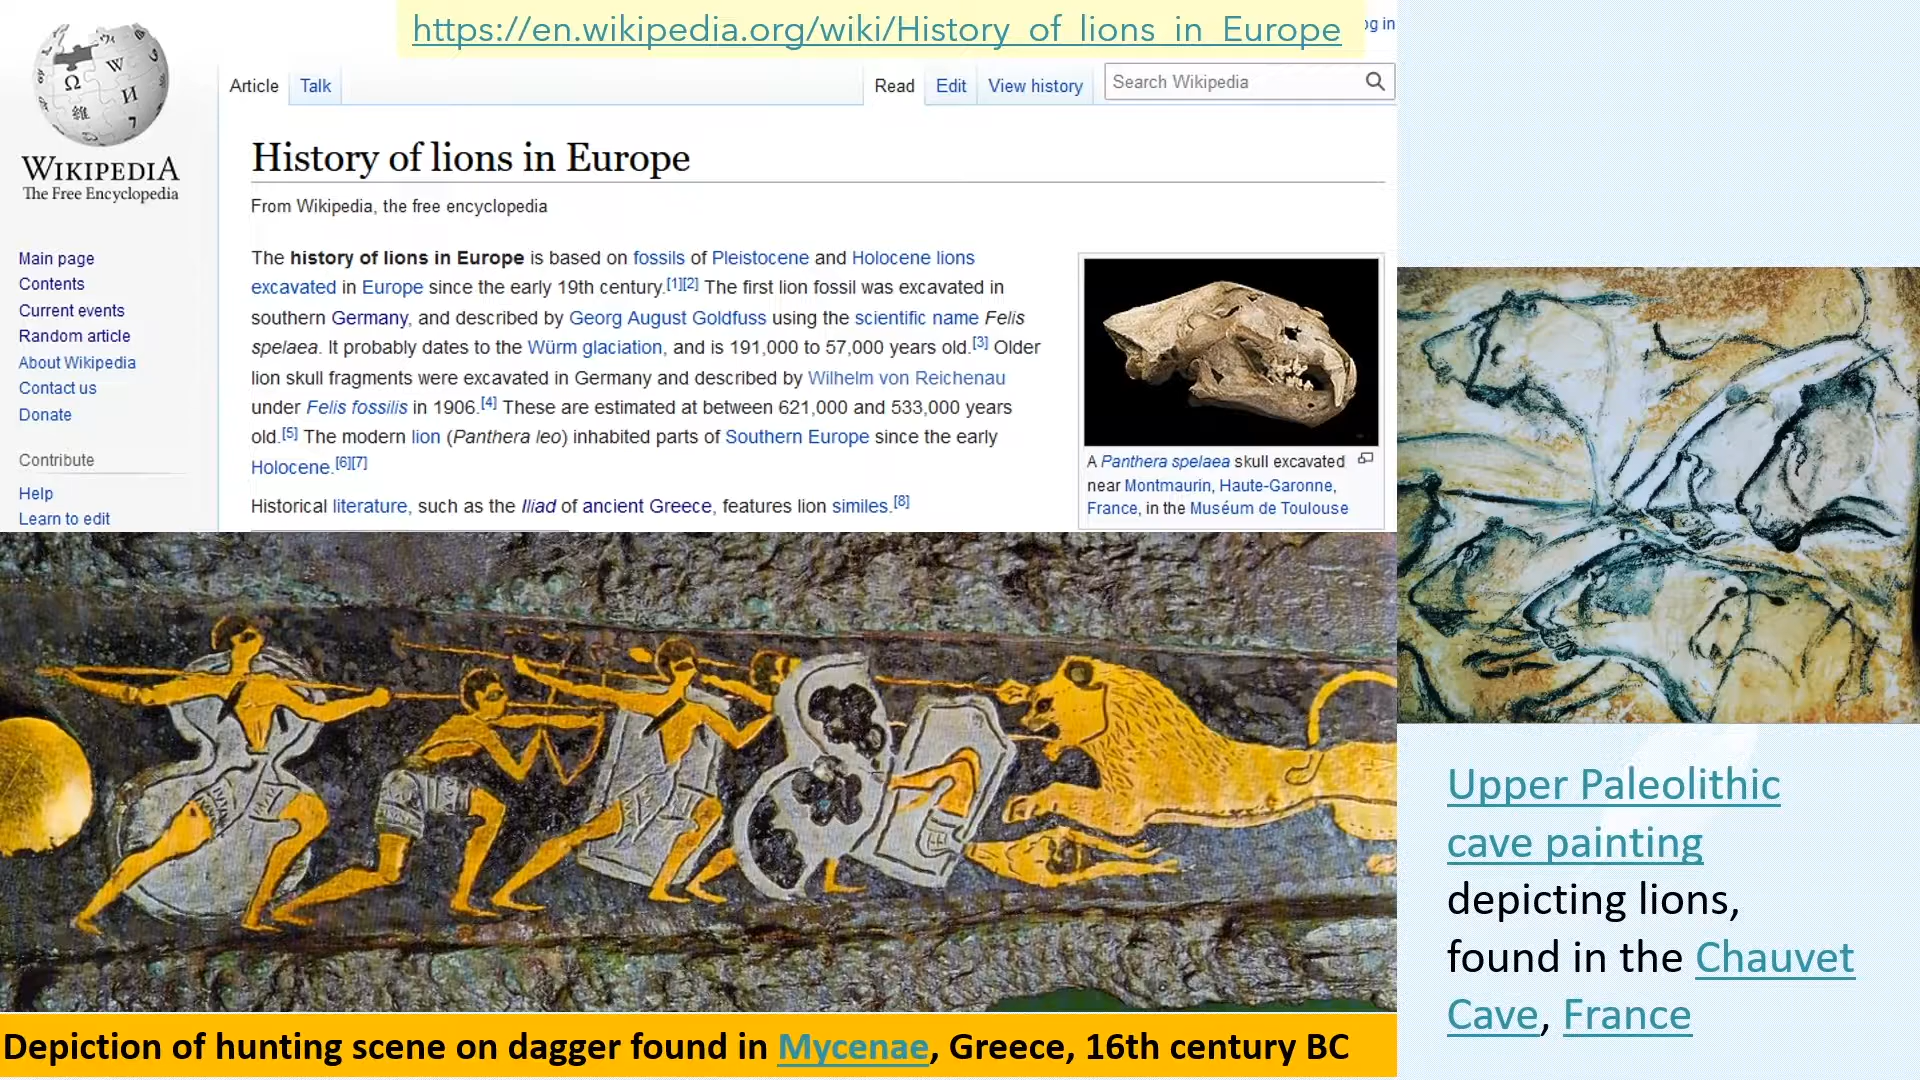 https://en.wikipedia.org/wiki/History_of_lions_in_Europe
in
WIKIPEDIA
The Free Encyclopedia
Main page
Contents
Current events
Random article
About Wikipedia
Contact us
Donate
Contribute
Help
Learn to edit
Article
Talk
Read
Edit
View history
Search Wikipedia
History of lions in Europe
From Wikipedia, the free encyclopedia
The history of lions in Europe is based on fossils of Pleistocene and Holocene lions
excavated in Europe since the early 19th century.[1][2] The first lion fossil was excavated in
southern Germany, and described by Georg August Goldfuss using the scientific name Felis
spelaea. It probably dates to the Würm glaciation, and is 191,000 to 57,000 years old.[3] Older
lion skull fragments were excavated in Germany and described by Wilhelm von Reichenau
under Felis fossilis in 1906.[4] These are estimated at between 621,000 and 533,000 years
old.[5] The modern lion (Panthera leo) inhabited parts of Southern Europe since the early
Holocene.[6][7]
Historical literature, such as the Iliad of ancient Greece, features lion similes.[8]
A Panthera spelaea skull excavated
near Montmaurin, Haute-Garonne,
France, in the Muséum de Toulouse
Depiction of hunting scene on dagger found in Mycenae, Greece, 16th century BC
Upper Paleolithic
cave painting
depicting lions,
found in the Chauvet
Cave, France